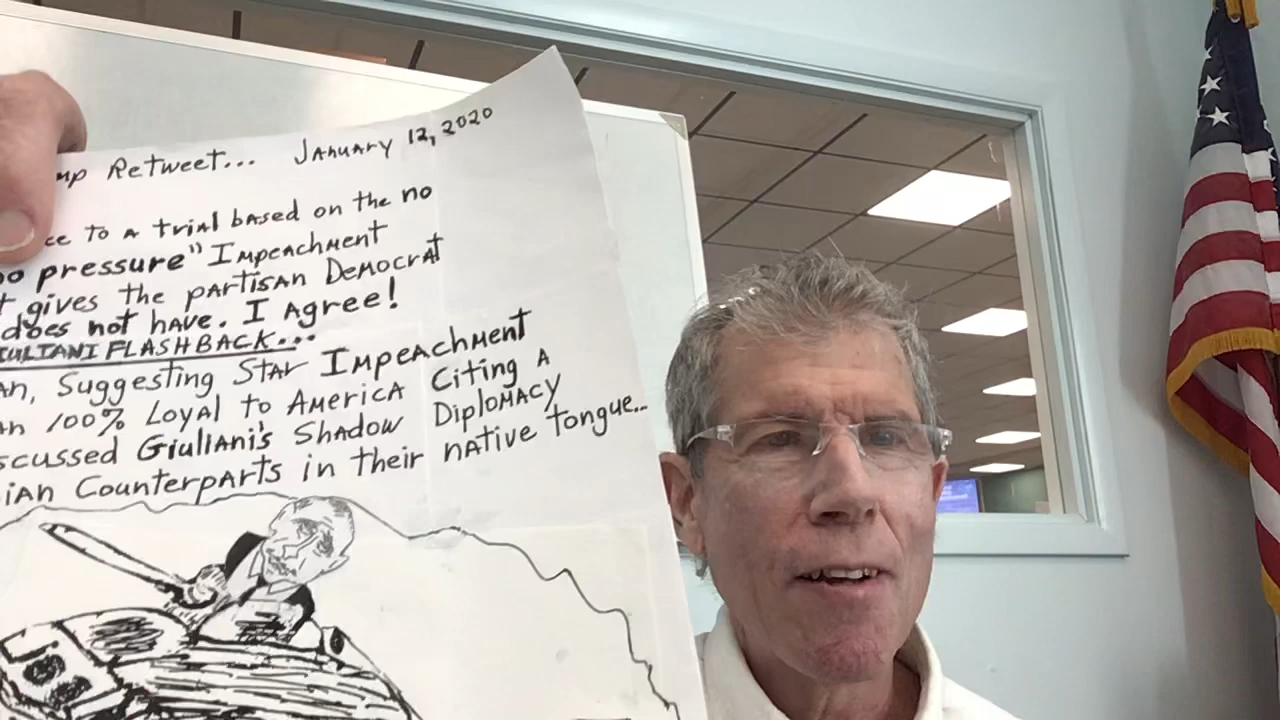 mp Retweet... January 12, 2020
ce to a trial based on the no
o pressure" Impeachment
t gives the partisan Democrat
does not have. I Agree!
IULIANI FLASHBACK...
an, Suggesting Star Impeachment
an 100% Loyal to America Citing a
scussed Giuliani's Shadow Diplomacy
ian Counterparts in their native tongue...